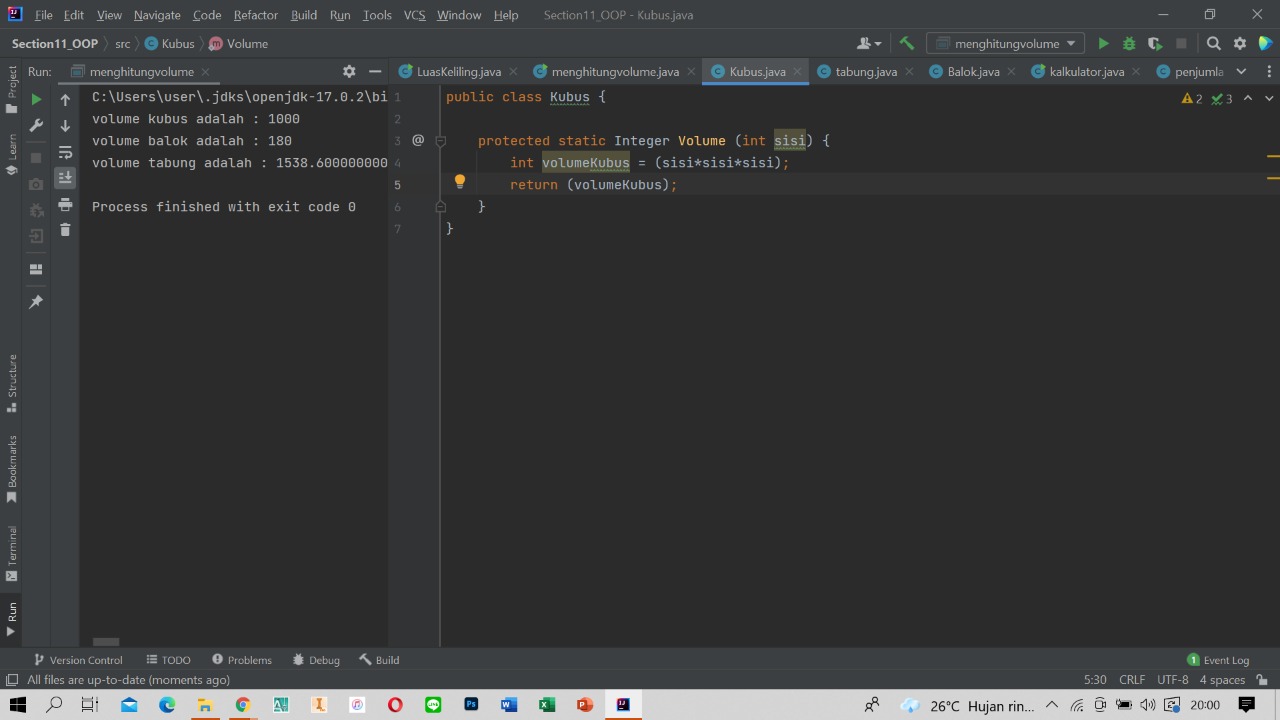 File Edit View Navigate Code Refactor Build Run Tools VCS Window Help Section11_OOP - Kubus.java
Section11_OOP src Kubus Volume menghitungvolume
Project
Learn
Structure
Bookmarks
Terminal
Run
Run: menghitungvolume
C:\Users\user\.jdks\openjdk-17.0.2\bi
volume kubus adalah : 1000
volume balok adalah : 180
volume tabung adalah : 1538.600000000
Process finished with exit code 0
LuasKeliling.java menghitungvolume.java Kubus.java tabung.java Balok.java kalkulator.java penjumla
2 3
1 public class Kubus {
2
3 @ protected static Integer Volume (int sisi) {
4 int volumeKubus = (sisi*sisi*sisi);
5 return (volumeKubus);
6 }
7 }
Version Control TODO Problems Debug Build 1 Event Log
All files are up-to-date (moments ago) 5:30 CRLF UTF-8 4 spaces
26°C Hujan rin... 20:00